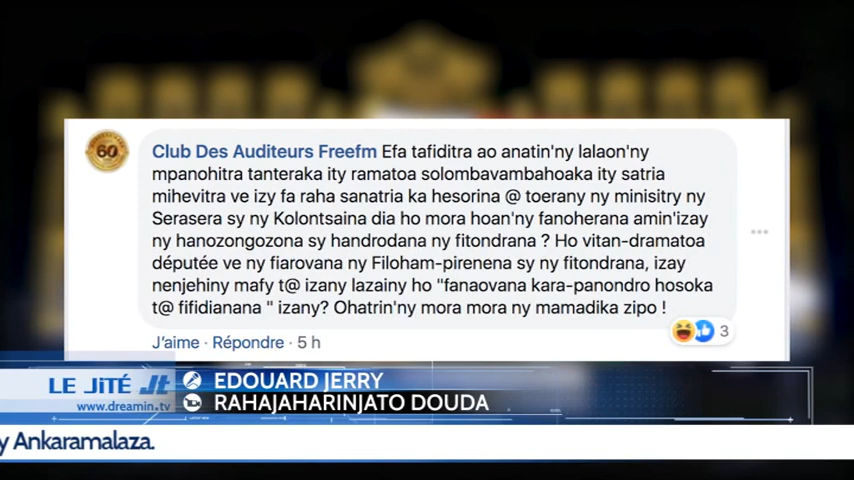 60
Club Des Auditeurs Freefm Efa tafiditra ao anatin'ny lalaon'ny
mpanohitra tanteraka ity ramatoa solombavambahoaka ity satria
mihevitra ve izy fa raha sanatria ka hesorina @ toerany ny minisitry ny
Serasera sy ny Kolontsaina dia ho mora hoan'ny fanoherana amin'izay
ny hanozongozona sy handrodana ny fitondrana ? Ho vitan-dramatoa
députée ve ny fiarovana ny Filoham-pirenena sy ny fitondrana, izay
nenjehiny mafy t@ izany lazainy ho "fanaovana kara-panondro hosoka
t@ fifidianana " izany? Ohatrin'ny mora mora ny mamadika zipo !
3
J'aime · Répondre · 5 h
LE JiTÉ Jt
www.dreamin.tv
EDOUARD JERRY
RAHAJAHARINJATO DOUDA
y Ankaramalaza.